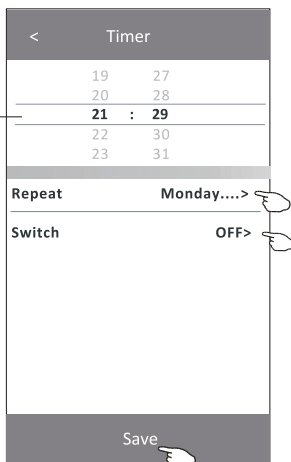 < Timer
19 27
20 28
21 : 29
22 30
23 31
Repeat Monday....>
Switch OFF>
Save